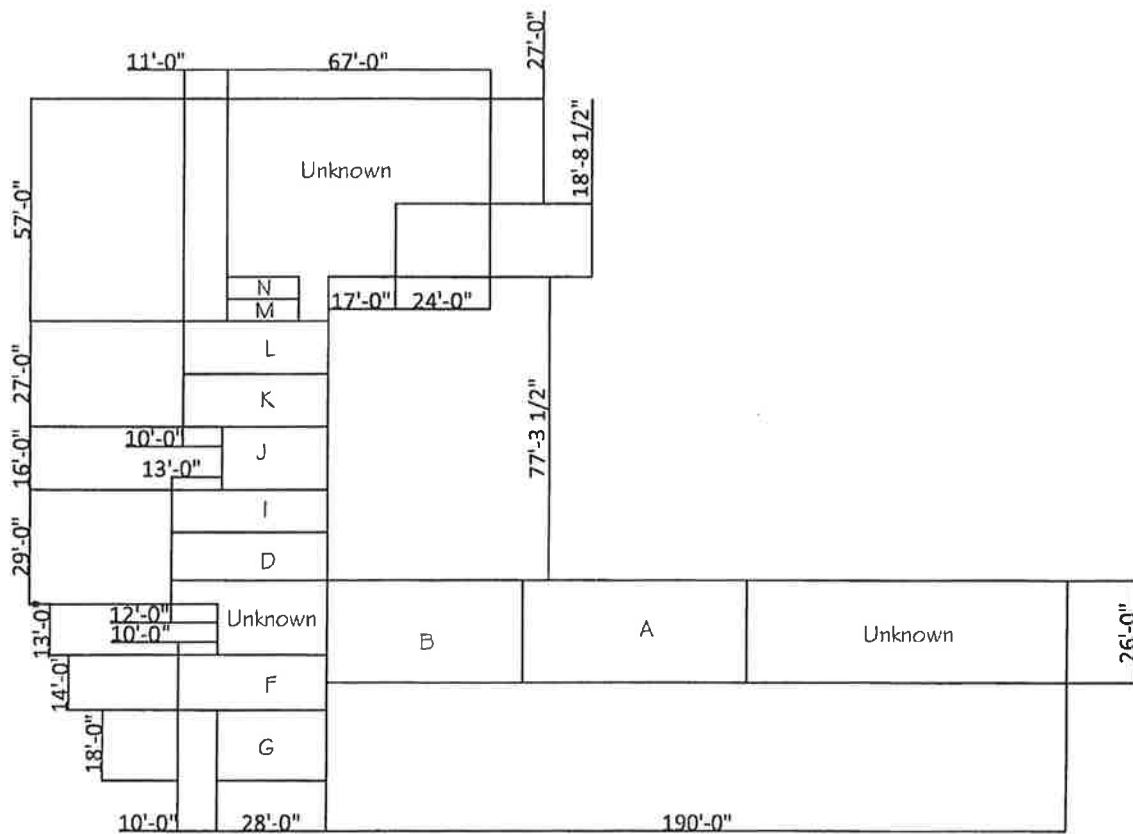 27'-0"
11'-0" 67'-0"
18'-8 1/2"
Unknown
57'-0"
N
M
17'-0" 24'-0"
L
27'-0"
K
77'-3 1/2"
10'-0"
J
16'-0"
13'-0"
I
29'-0"
D
12'-0"
Unknown
13'-0"
10'-0"
B
A
Unknown
26'-0"
F
14'-0"
G
18'-0"
10'-0" 28'-0" 190'-0"